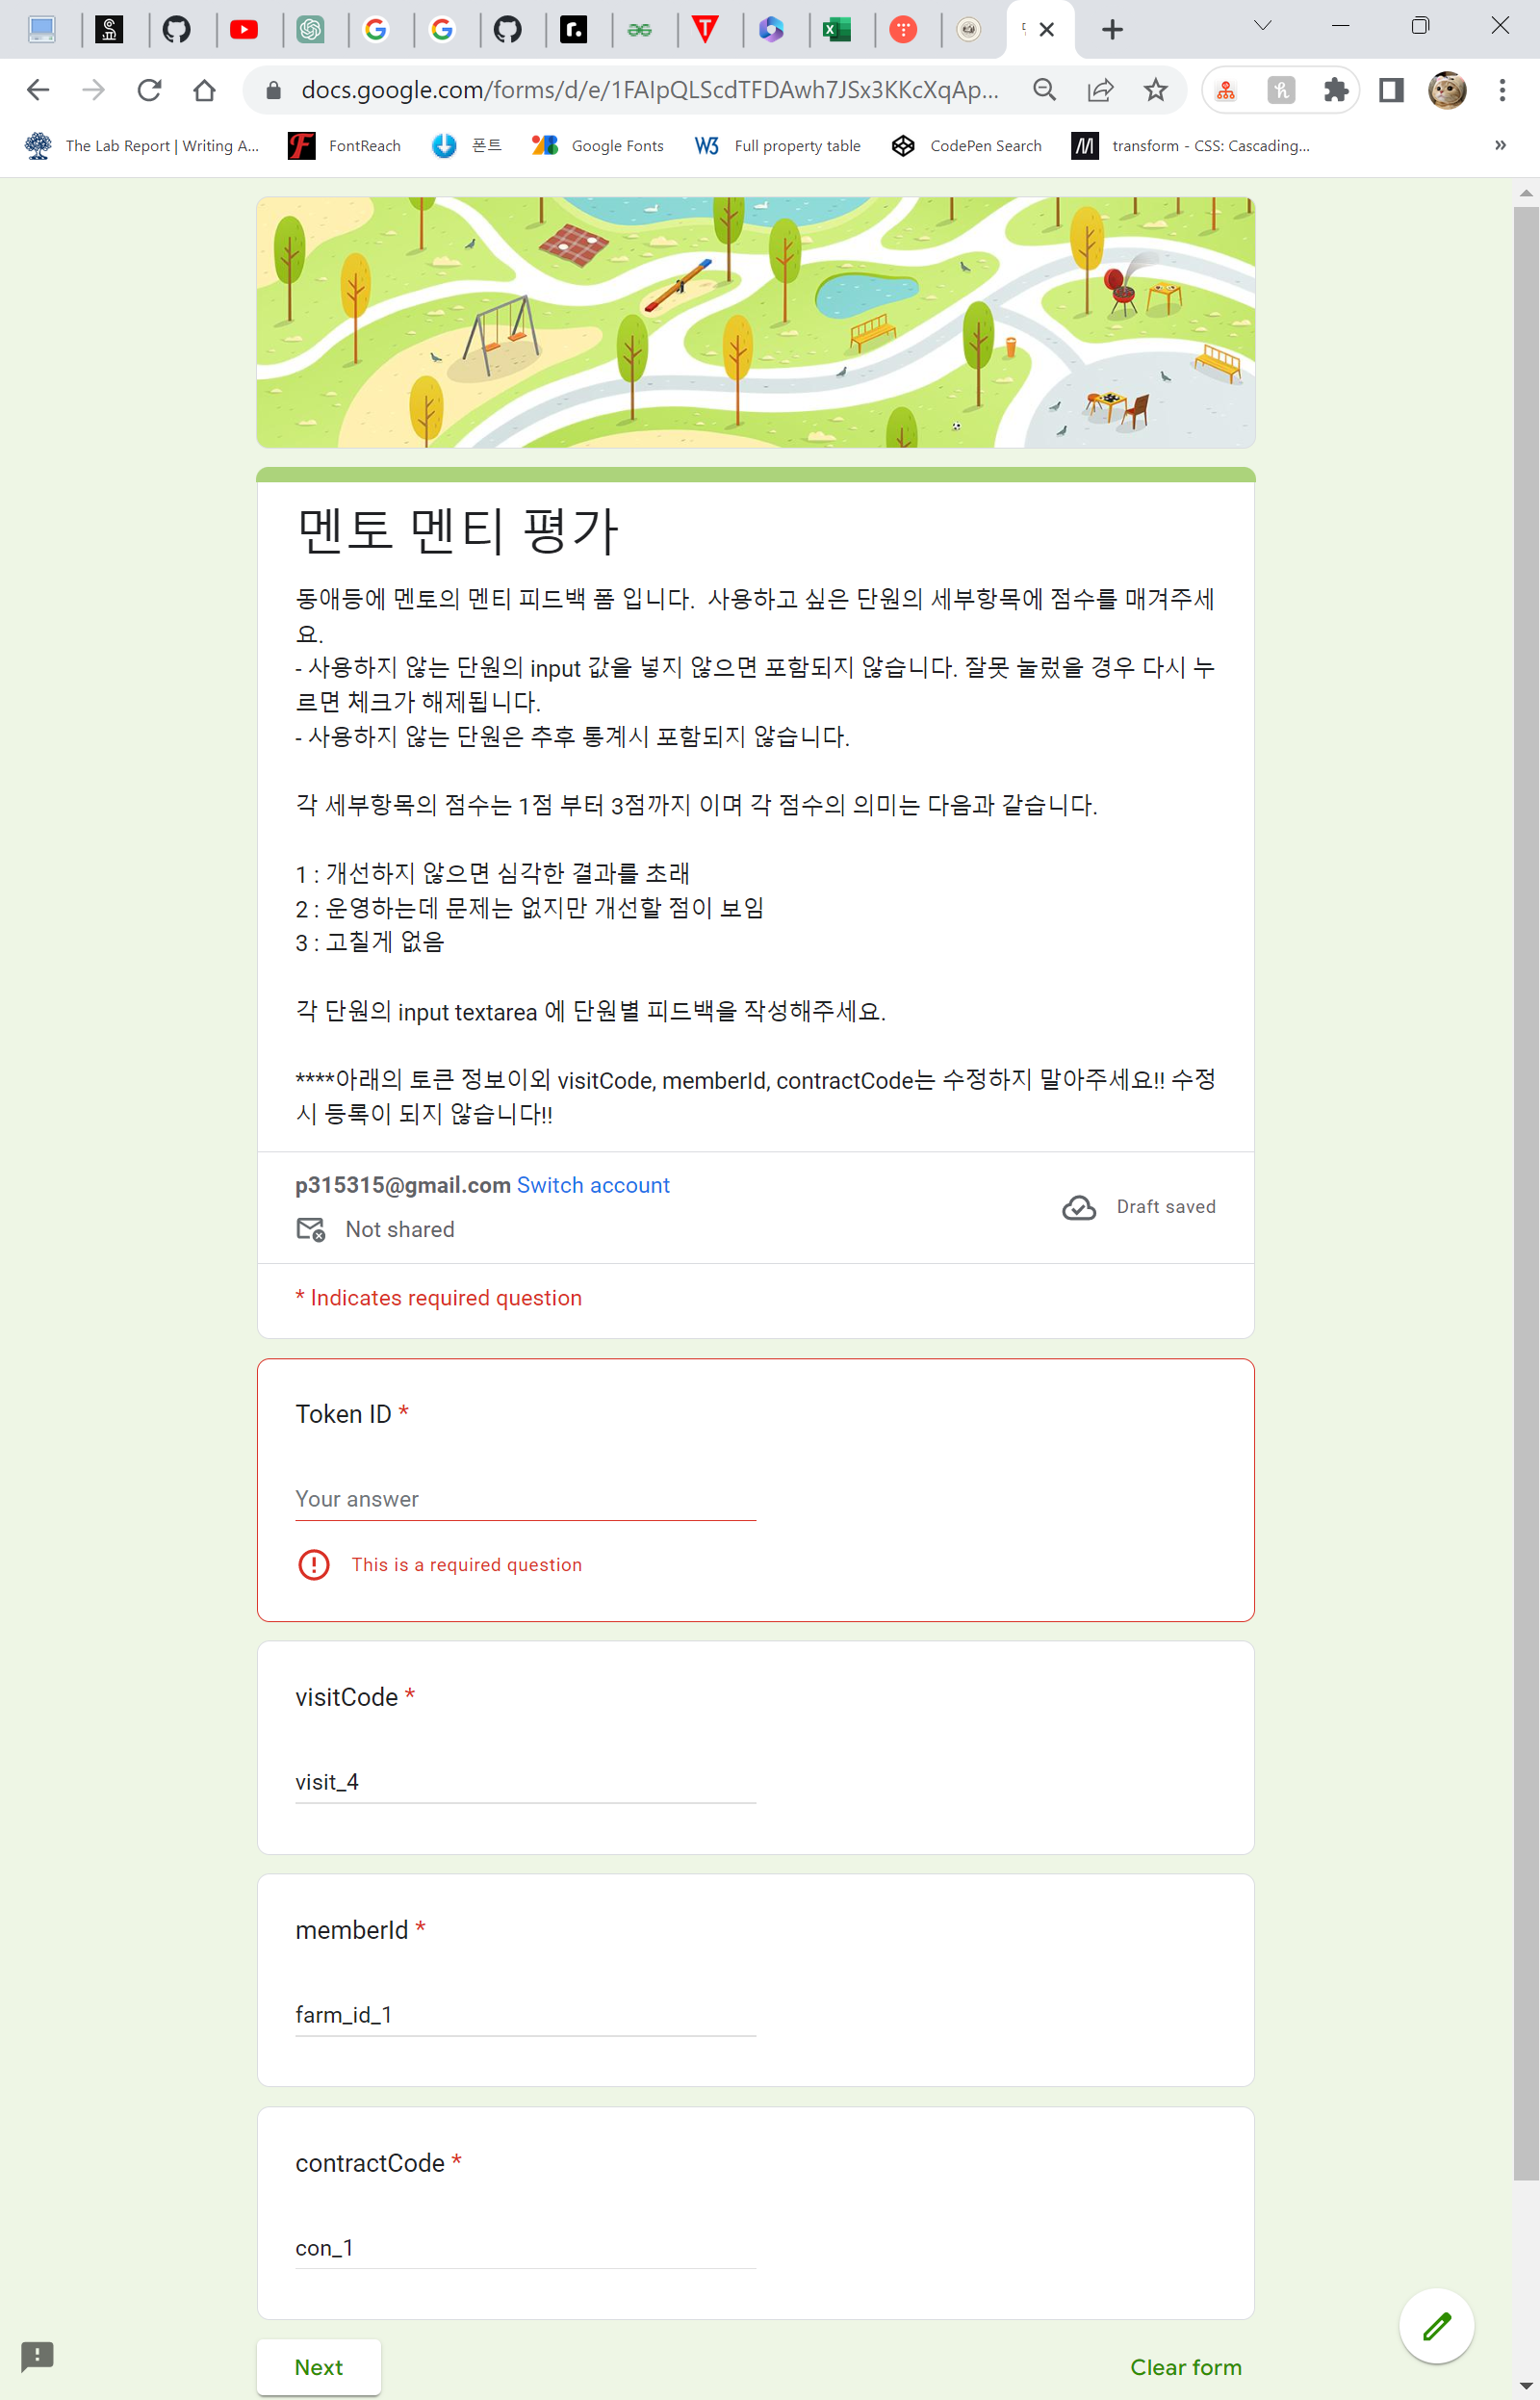 docs.google.com/forms/d/e/1FAIpQLScdTFDAwh7JSx3KKcXqAp...
The Lab Report | Writing A...
FontReach
폰트
Google Fonts
Full property table
CodePen Search
transform - CSS: Cascading...
»
멘토 멘티 평가
동애등에 멘토의 멘티 피드백 폼 입니다.  사용하고 싶은 단원의 세부항목에 점수를 매겨주세
요.
- 사용하지 않는 단원의 input 값을 넣지 않으면 포함되지 않습니다. 잘못 눌렀을 경우 다시 누
르면 체크가 해제됩니다.
- 사용하지 않는 단원은 추후 통계시 포함되지 않습니다.
각 세부항목의 점수는 1점 부터 3점까지 이며 각 점수의 의미는 다음과 같습니다.
1 : 개선하지 않으면 심각한 결과를 초래
2 : 운영하는데 문제는 없지만 개선할 점이 보임
3 : 고칠게 없음
각 단원의 input textarea 에 단원별 피드백을 작성해주세요.
****아래의 토큰 정보이외 visitCode, memberId, contractCode는 수정하지 말아주세요!! 수정
시 등록이 되지 않습니다!!
p315315@gmail.com Switch account
Draft saved
Not shared
* Indicates required question
Token ID *
Your answer
This is a required question
visitCode *
visit_4
memberId *
farm_id_1
contractCode *
con_1
Next
Clear form